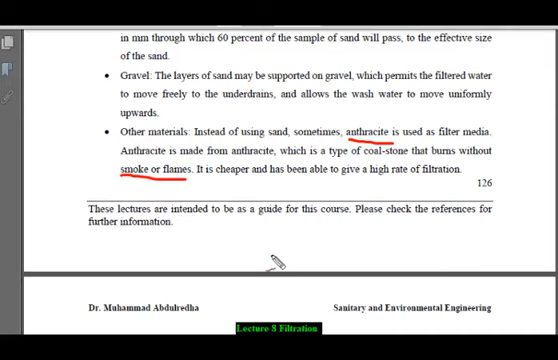 in mm through which 60 percent of the sample of sand will pass, to the effective size
of the sand.
• Gravel: The layers of sand may be supported on gravel, which permits the filtered water
to move freely to the underdrains, and allows the wash water to move uniformly
upwards.
• Other materials: Instead of using sand, sometimes, anthracite is used as filter media.
Anthracite is made from anthracite, which is a type of coal-stone that burns without
smoke or flames. It is cheaper and has been able to give a high rate of filtration.
126
These lectures are intended to be as a guide for this course. Please check the references for
further information.
Dr. Muhammad Abdulredha Sanitary and Environmental Engineering
Lecture 8 Filtration